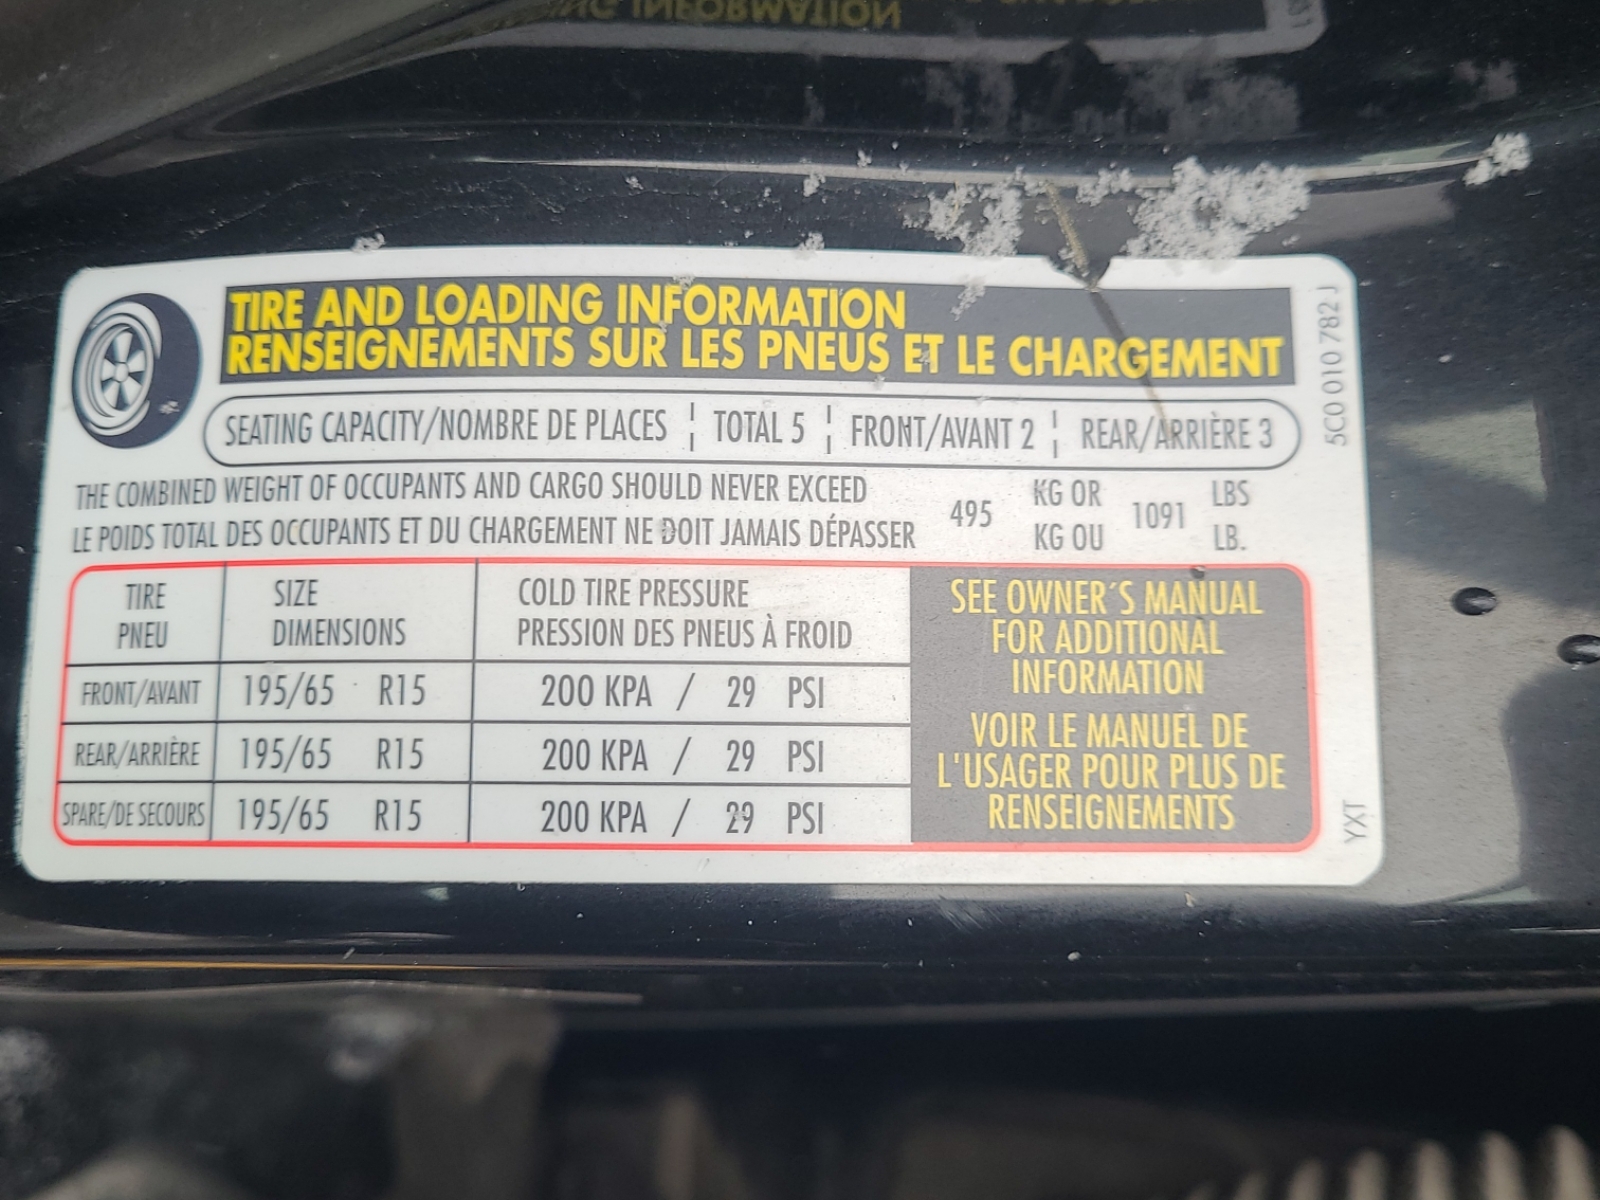 TIRE AND LOADING INFORMATION
RENSEIGNEMENTS SUR LES PNEUS ET LE CHARGEMENT
SEATING CAPACITY/NOMBRE DE PLACES ¦ TOTAL 5 ¦ FRONT/AVANT 2 ¦ REAR/ARRIÈRE 3
THE COMBINED WEIGHT OF OCCUPANTS AND CARGO SHOULD NEVER EXCEED 495 KG OR 1091 LBS
LE POIDS TOTAL DES OCCUPANTS ET DU CHARGEMENT NE DOIT JAMAIS DÉPASSER KG OU LB.
TIRE SIZE COLD TIRE PRESSURE
PNEU DIMENSIONS PRESSION DES PNEUS À FROID
FRONT/AVANT 195/65 R15 200 KPA / 29 PSI
REAR/ARRIÈRE 195/65 R15 200 KPA / 29 PSI
SPARE/DE SECOURS 195/65 R15 200 KPA / 29 PSI
SEE OWNER´S MANUAL
FOR ADDITIONAL
INFORMATION
VOIR LE MANUEL DE
L'USAGER POUR PLUS DE
RENSEIGNEMENTS
5C0 010 782 J
YXT